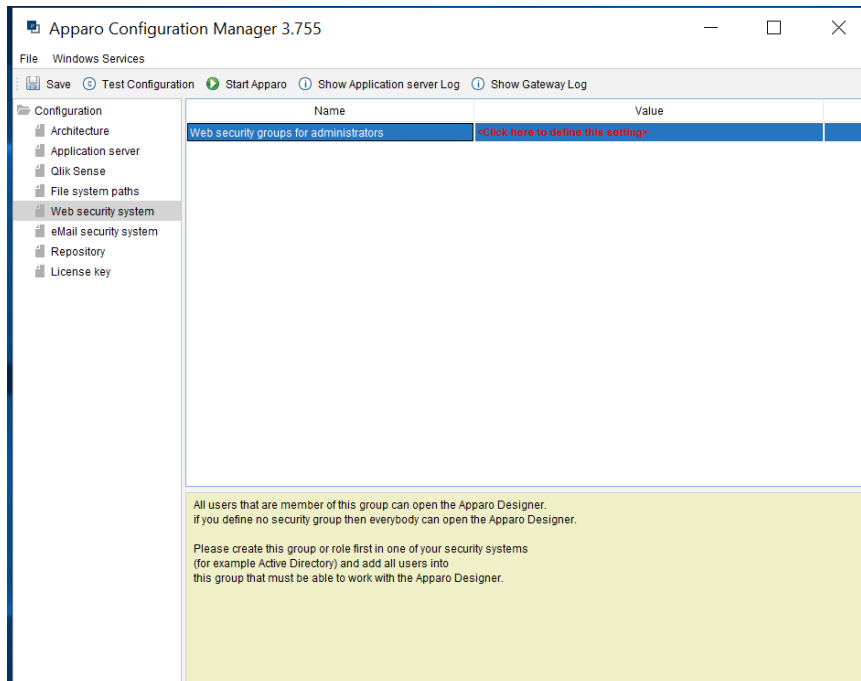 Apparo Configuration Manager 3.755
File Windows Services
Save Test Configuration Start Apparo Show Application server Log Show Gateway Log
Configuration
Architecture
Application server
Qlik Sense
File system paths
Web security system
eMail security system
Repository
License key
Name Value
Web security groups for administrators <Click here to define this setting>
All users that are member of this group can open the Apparo Designer.
if you define no security group then everybody can open the Apparo Designer.
Please create this group or role first in one of your security systems
(for example Active Directory) and add all users into
this group that must be able to work with the Apparo Designer.